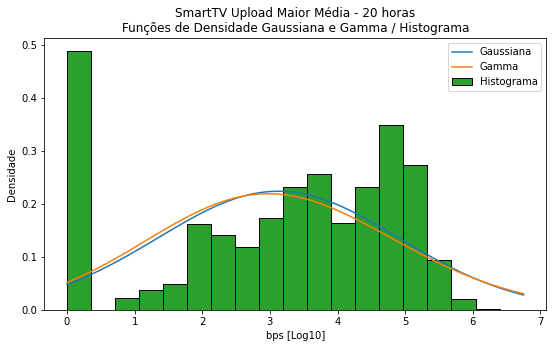 SmartTV Upload Maior Média - 20 horas
Funções de Densidade Gaussiana e Gamma / Histograma
Gaussiana
Gamma
Histograma
Densidade
0.5
0.4
0.3
0.2
0.1
0.0
0 1 2 3 4 5 6 7
bps [Log10]